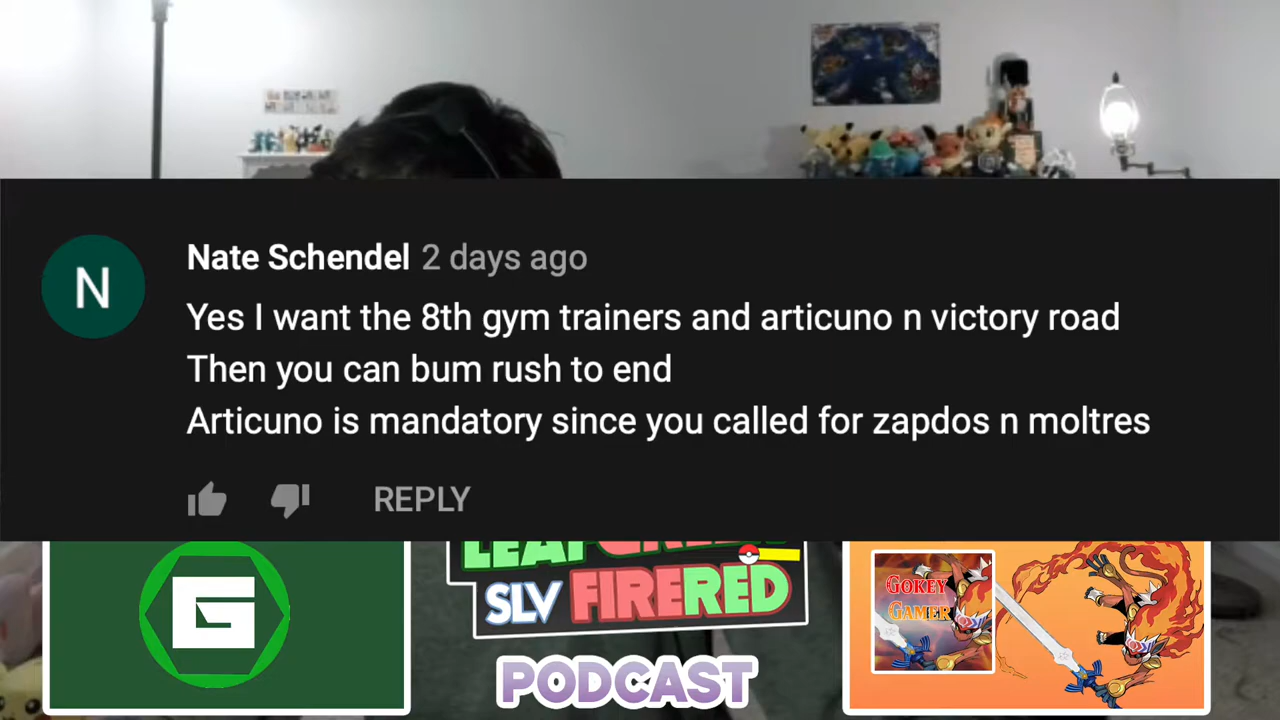 N
Nate Schendel 2 days ago
Yes I want the 8th gym trainers and articuno n victory road
Then you can bum rush to end
Articuno is mandatory since you called for zapdos n moltres
REPLY
G
SLV FIRERED
PODCAST
GOKEY
GAMER